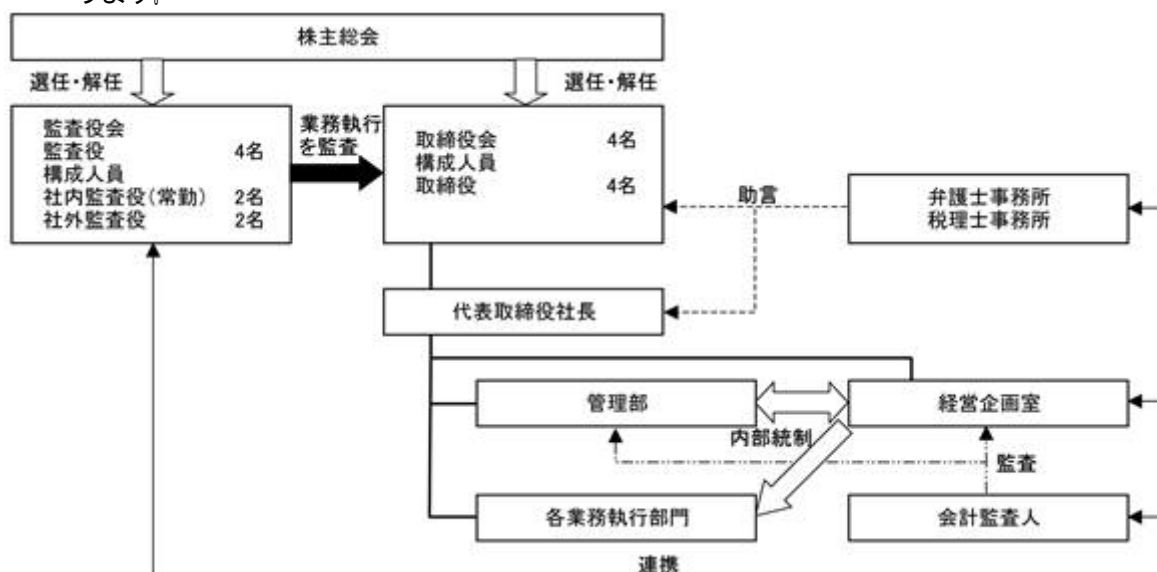 ります。
株主総会
選任・解任
選任・解任
監査役会
監査役 4名
構成人員
社内監査役(常勤) 2名
社外監査役 2名
業務執行
を監査
取締役会 4名
構成人員
取締役 4名
助言
弁護士事務所
税理士事務所
代表取締役社長
管理部
経営企画室
内部統制
監査
各業務執行部門
会計監査人
連携